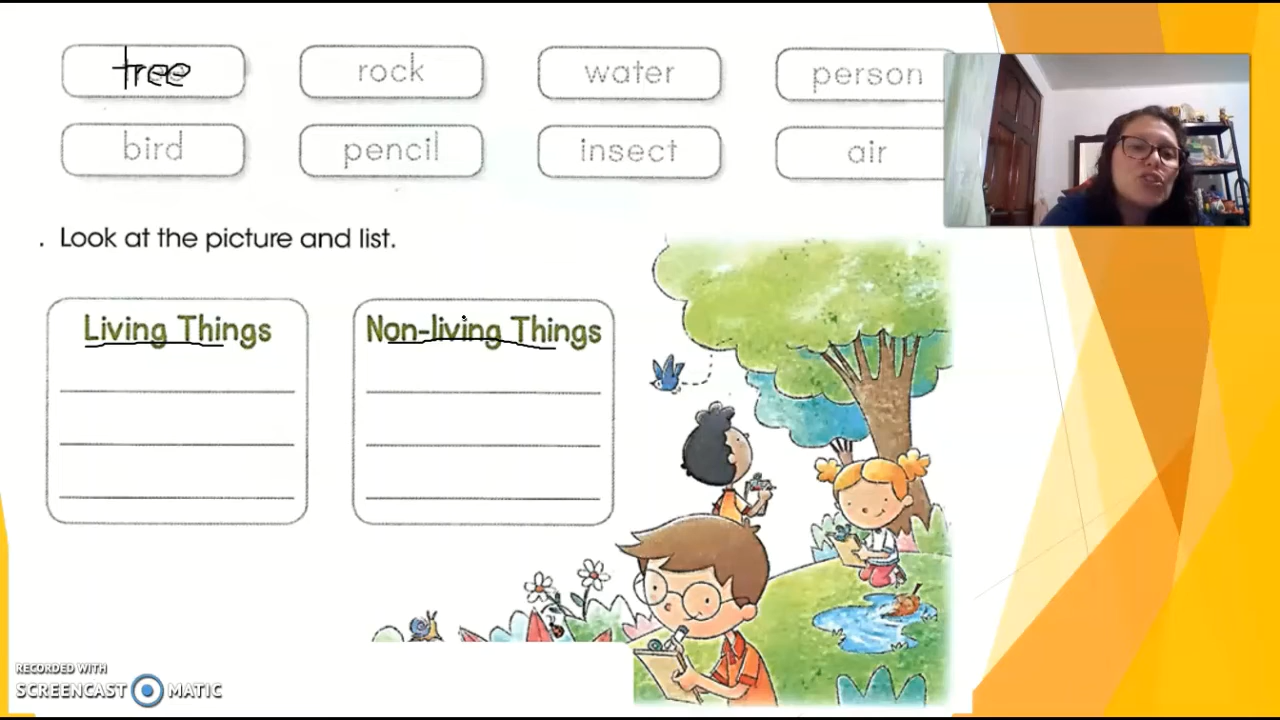 tree rock water person
bird pencil insect air
. Look at the picture and list.
Living Things Non-living Things
RECORDED WITH
SCREENCAST MATIC